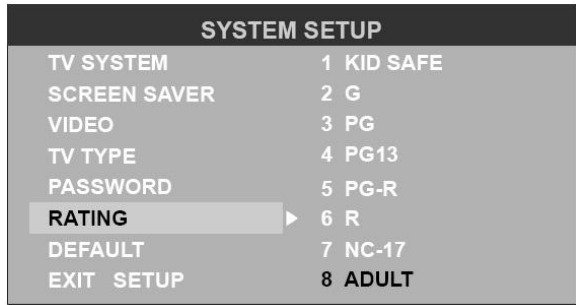 SYSTEM SETUP
TV SYSTEM 1 KID SAFE
SCREEN SAVER 2 G
VIDEO 3 PG
TV TYPE 4 PG13
PASSWORD 5 PG-R
RATING 6 R
DEFAULT 7 NC-17
EXIT SETUP 8 ADULT